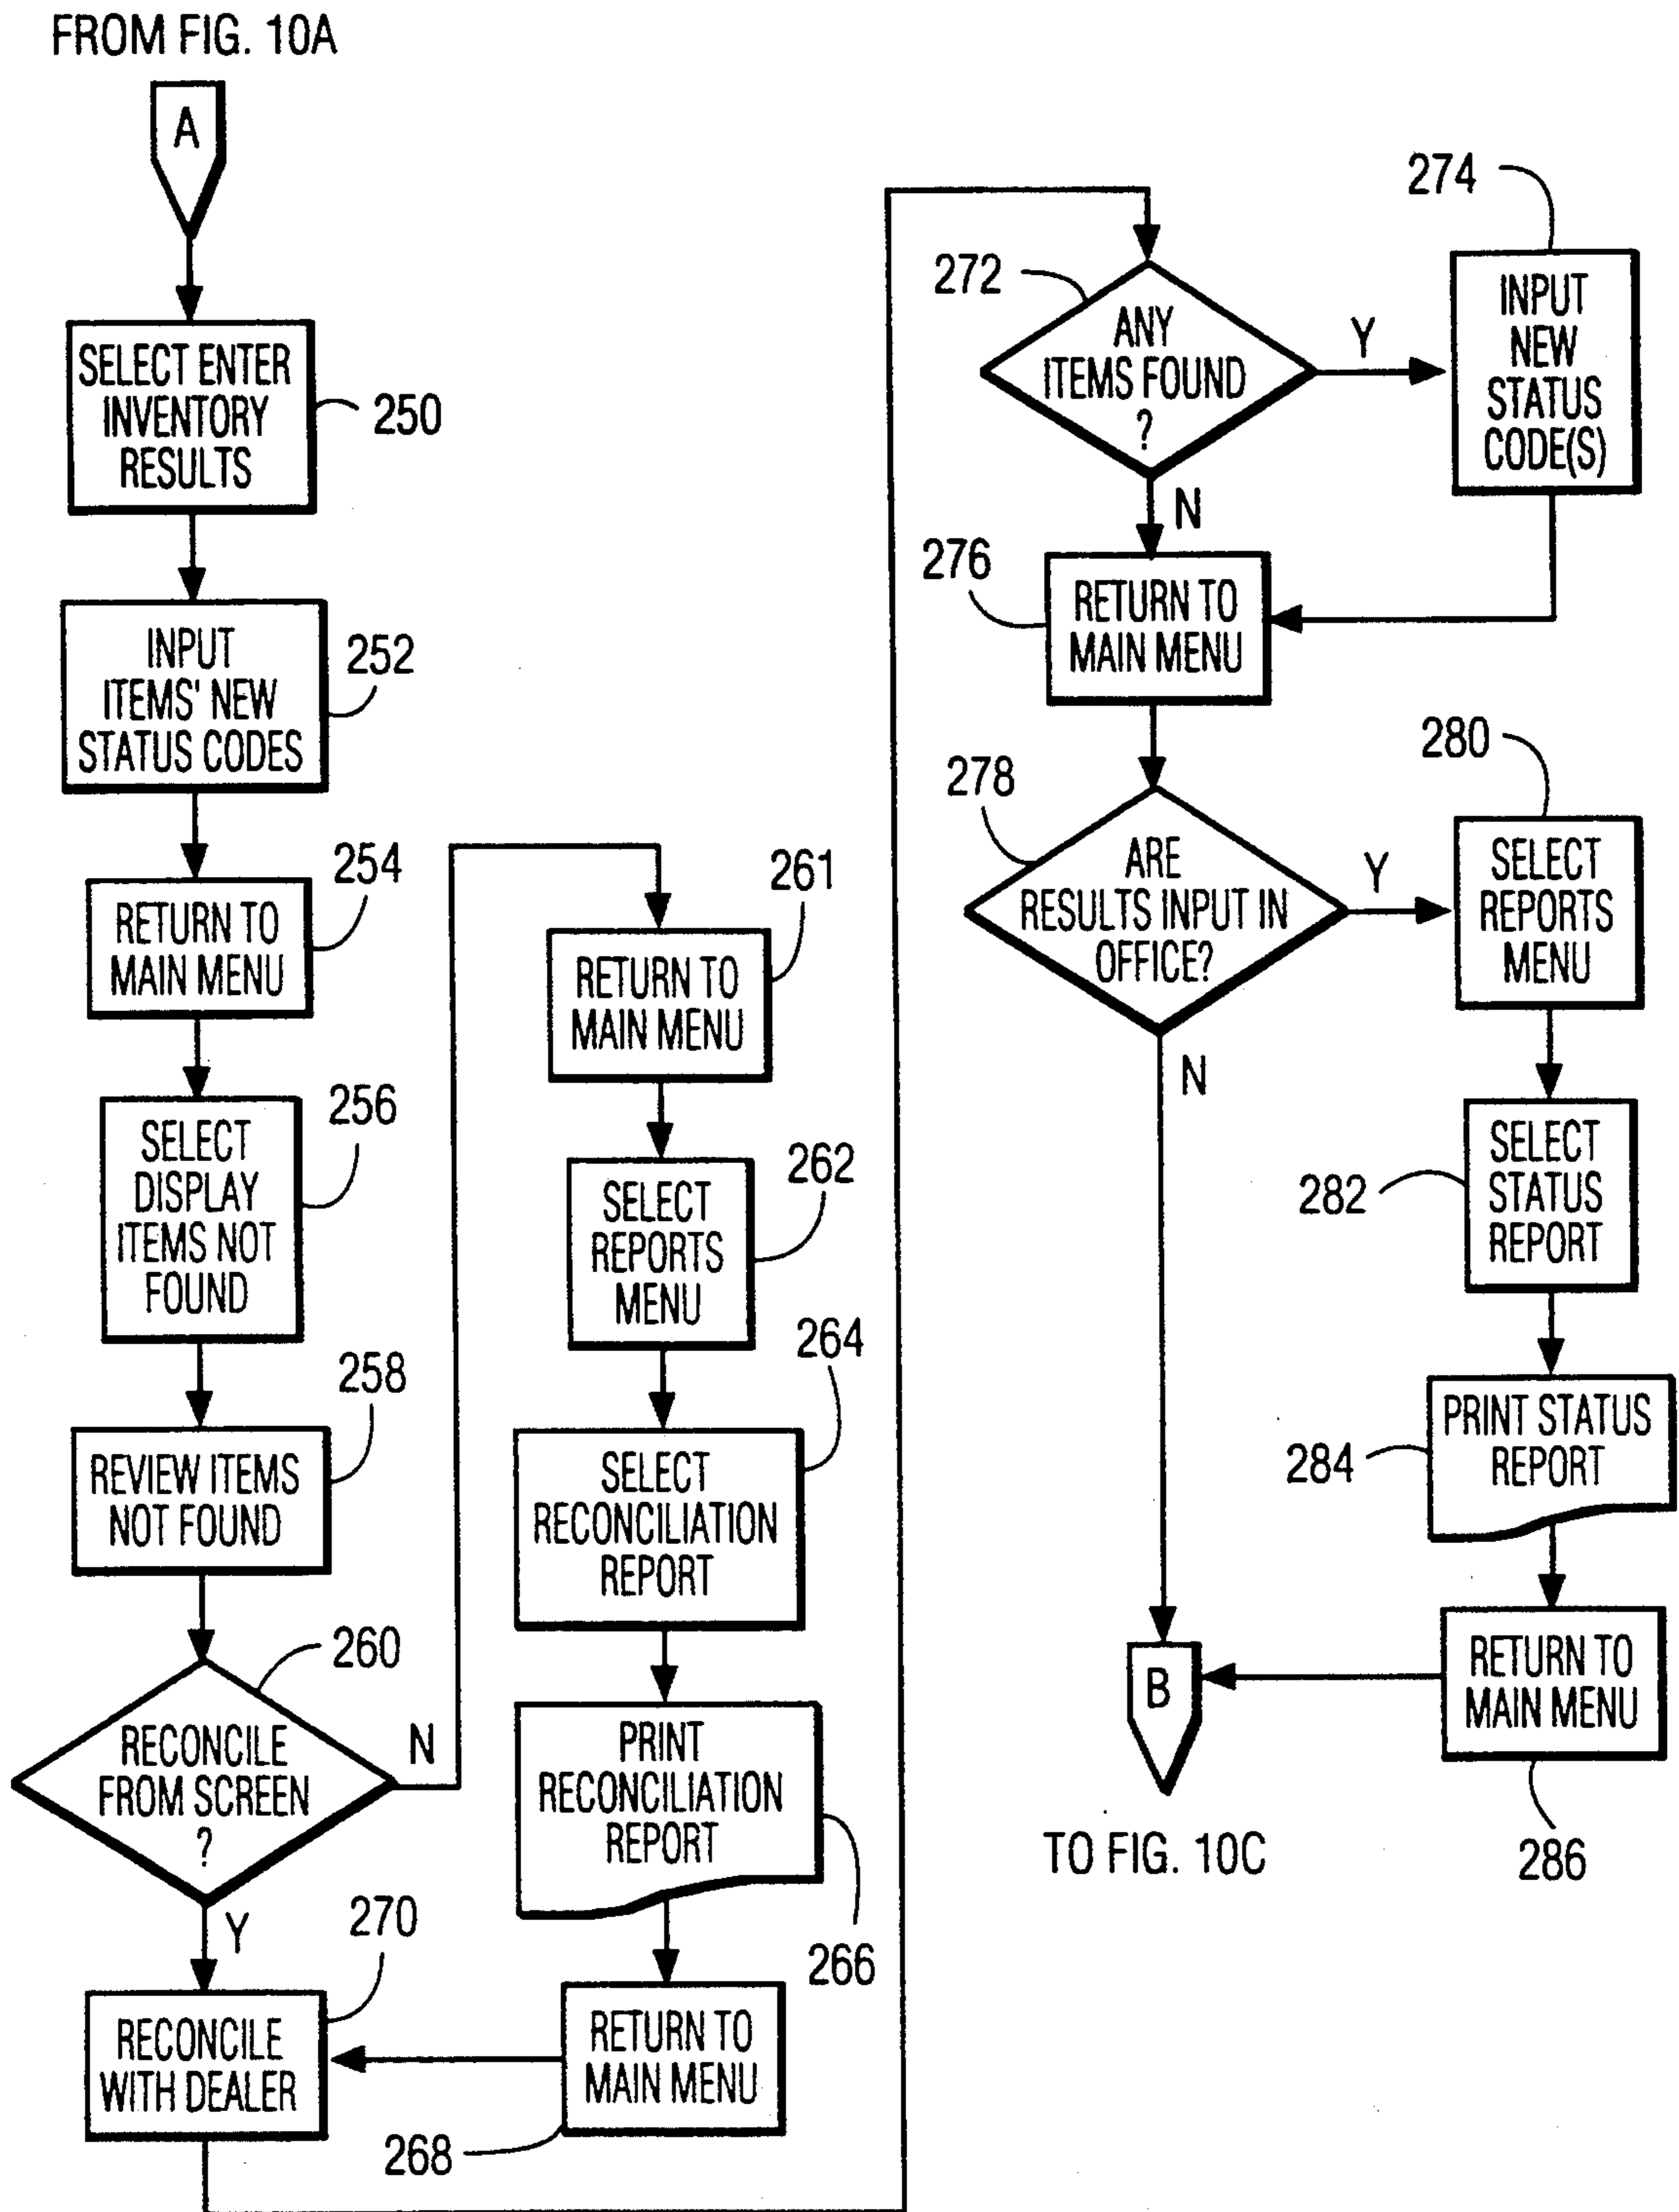 FROM FIG. 10A
A
SELECT ENTER
INVENTORY
RESULTS
250
INPUT
ITEMS' NEW
STATUS CODES
252
RETURN TO
MAIN MENU
254
SELECT
DISPLAY
ITEMS NOT
FOUND
256
REVIEW ITEMS
NOT FOUND
258
RECONCILE
FROM SCREEN
?
260
N
Y
RECONCILE
WITH DEALER
270
RETURN TO
MAIN MENU
261
SELECT
REPORTS
MENU
262
SELECT
RECONCILIATION
REPORT
264
PRINT
RECONCILIATION
REPORT
266
RETURN TO
MAIN MENU
268
272
ANY
ITEMS FOUND
?
Y
N
274
INPUT
NEW
STATUS
CODE(S)
276
RETURN TO
MAIN MENU
278
ARE
RESULTS INPUT IN
OFFICE?
Y
N
280
SELECT
REPORTS
MENU
282
SELECT
STATUS
REPORT
284
PRINT STATUS
REPORT
RETURN TO
MAIN MENU
286
B
TO FIG. 10C